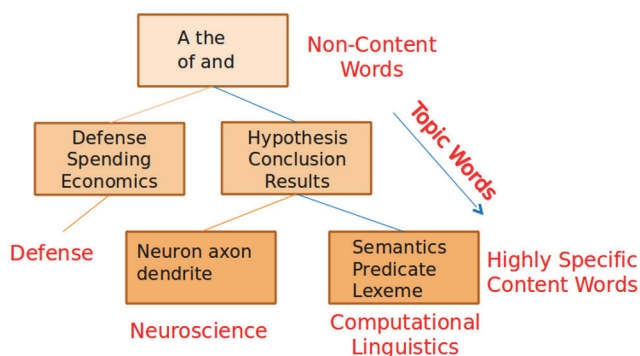 A the
of and
Non-Content
Words
Defense
Spending
Economics
Hypothesis
Conclusion
Results
Topic Words
Defense
Neuron axon
dendrite
Semantics
Predicate
Lexeme
Highly Specific
Content Words
Neuroscience
Computational
Linguistics